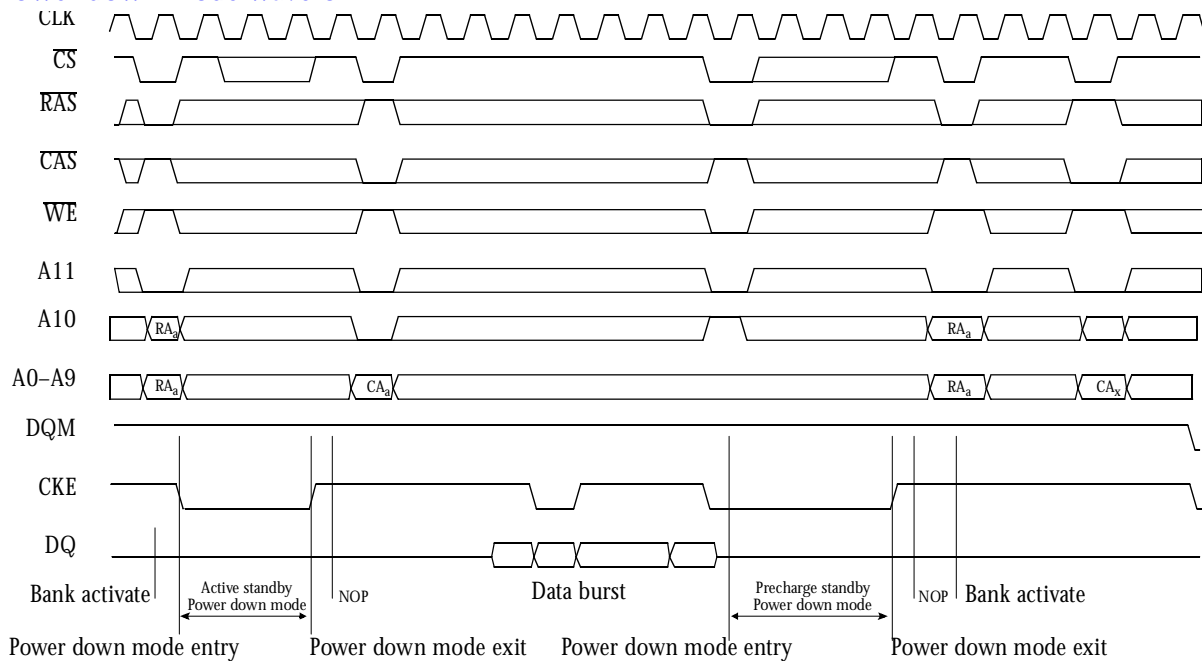 CLK
CS
RAS
CAS
WE
A11
A10 RAa RAa
A0–A9 RAa CAa RAa CAx
DQM
CKE
DQ
Bank activate Active standby Power down mode NOP Data burst Precharge standby Power down mode NOP Bank activate
Power down mode entry Power down mode exit Power down mode entry Power down mode exit